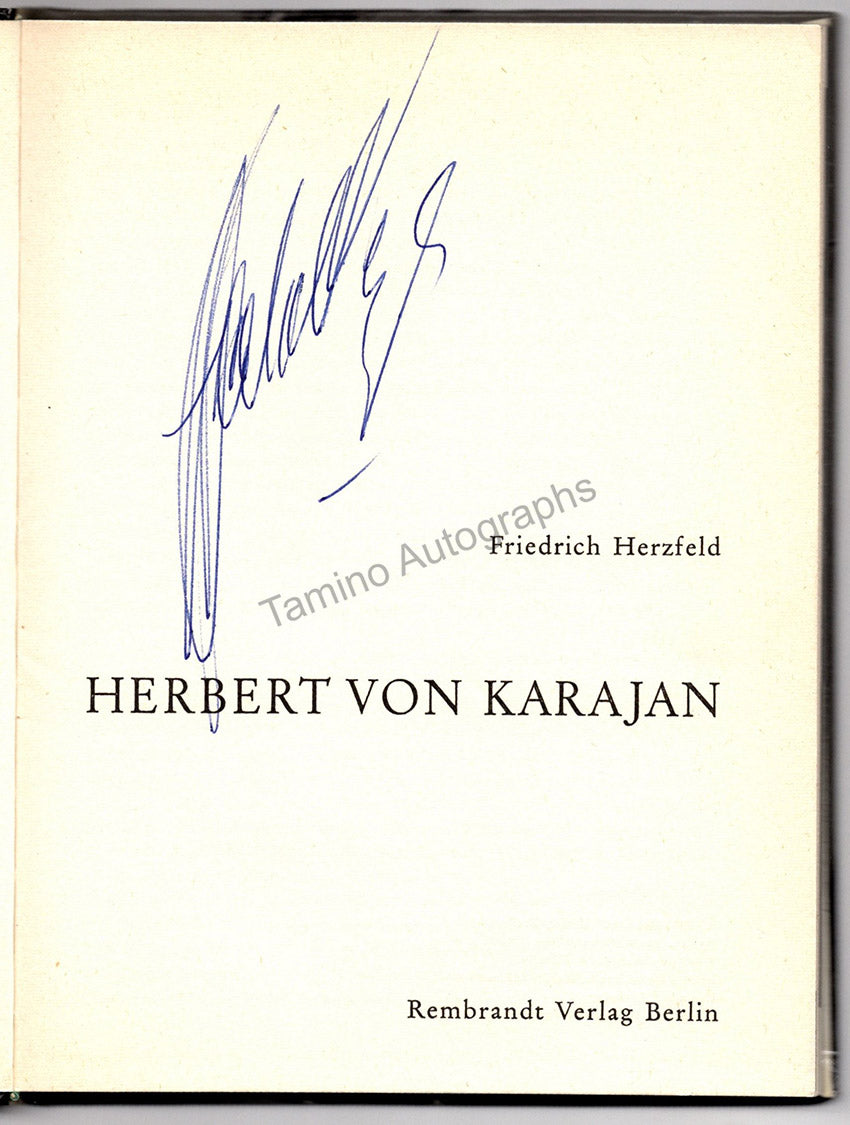 Tamino Autographs
Friedrich Herzfeld
HERBERT VON KARAJAN
Rembrandt Verlag Berlin